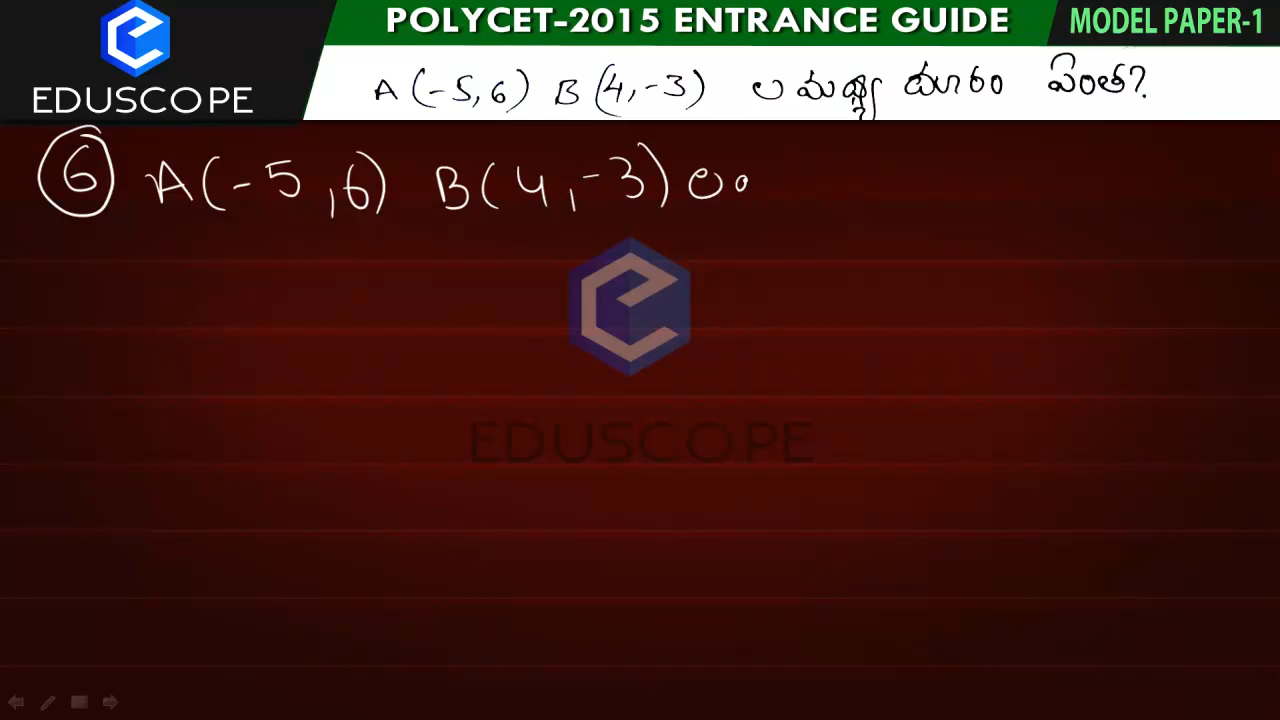 POLYCET-2015 ENTRANCE GUIDE
MODEL PAPER-1
EDUSCOPE
A(-5,6) B(4,-3) ల మధ్య దూరం ఎంత?
6 A(-5,6) B(4,-3) ల
EDUSCOPE